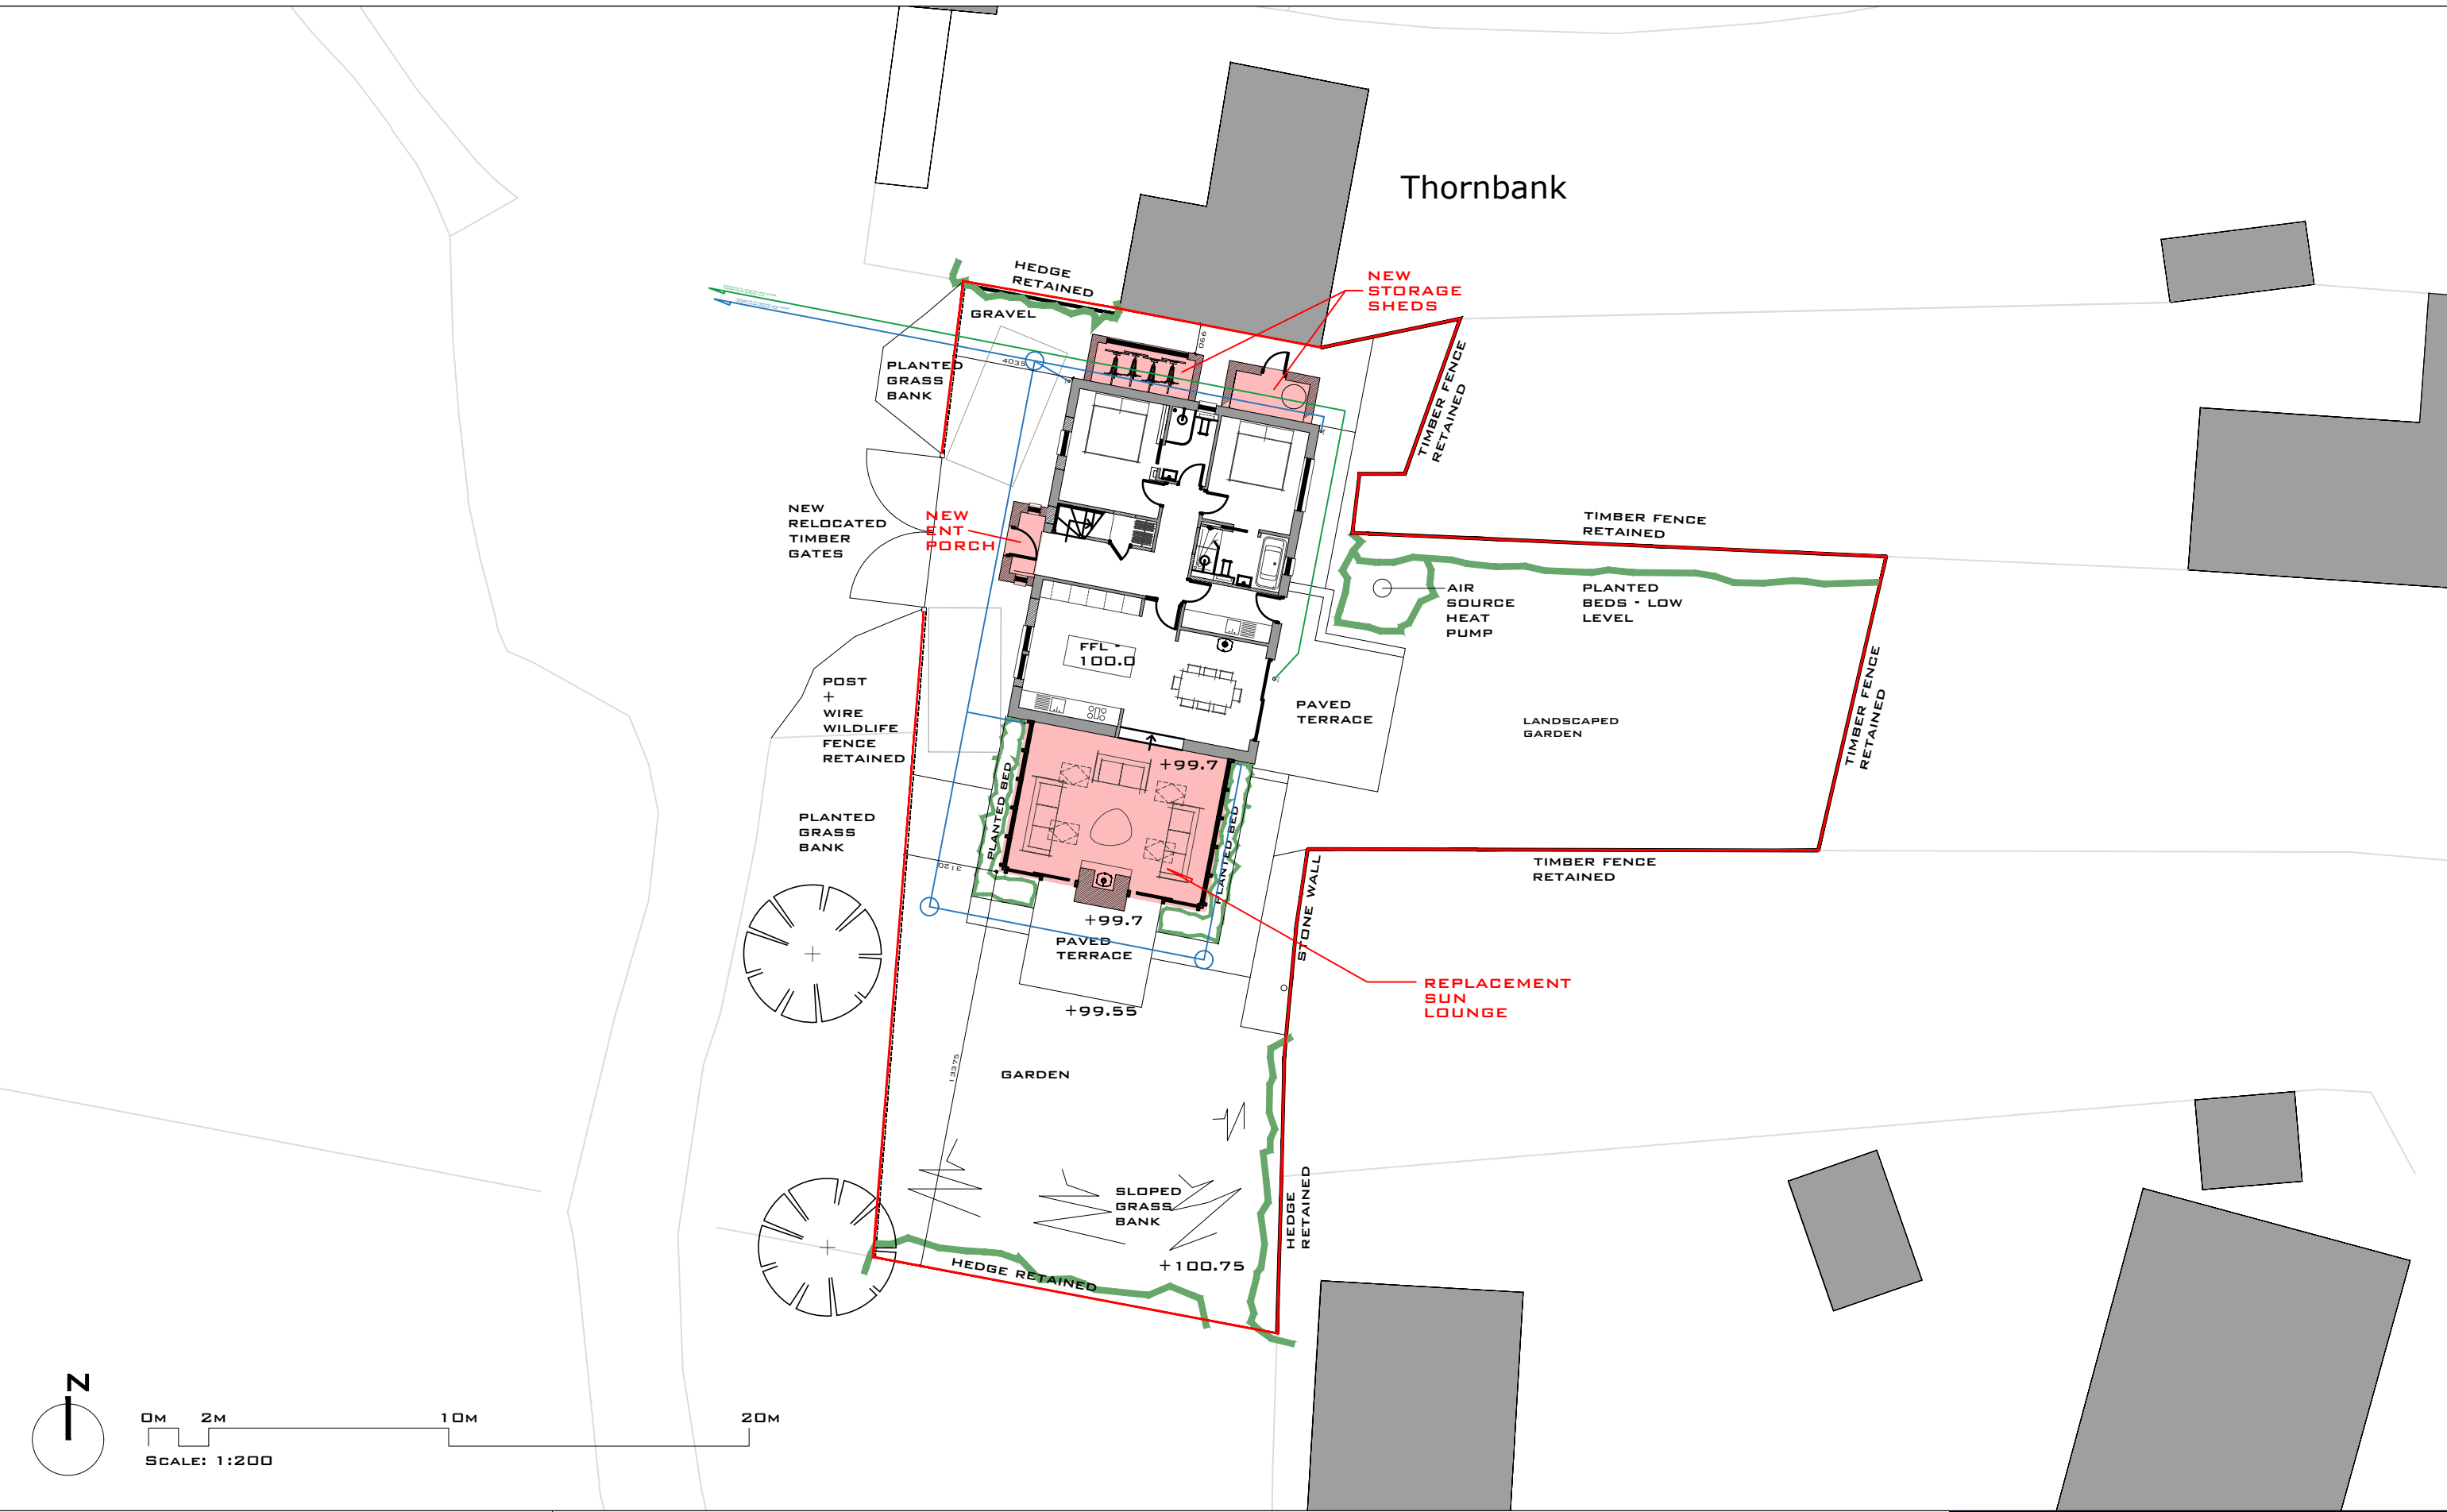 Thornbank
HEDGE
RETAINED
NEW
STORAGE
SHEDS
GRAVEL
990
4035
PLANTED
GRASS
BANK
TIMBER FENCE
RETAINED
NEW
RELOCATED
TIMBER
GATES
NEW
ENT
PORCH
TIMBER FENCE
RETAINED
AIR
SOURCE
HEAT
PUMP
PLANTED
BEDS - LOW
LEVEL
FFL -
100.0
POST
+
WIRE
WILDLIFE
FENCE
RETAINED
PAVED
TERRACE
LANDSCAPED
GARDEN
TIMBER FENCE
RETAINED
+99.7
PLANTED BED
PLANTED BED
PLANTED
GRASS
BANK
3120
STONE WALL
TIMBER FENCE
RETAINED
+99.7
PAVED
TERRACE
REPLACEMENT
SUN
LOUNGE
+99.55
13375
GARDEN
SLOPED
GRASS
BANK
HEDGE
RETAINED
+100.75
HEDGE RETAINED
N
0M 2M 10M 20M
SCALE: 1:200